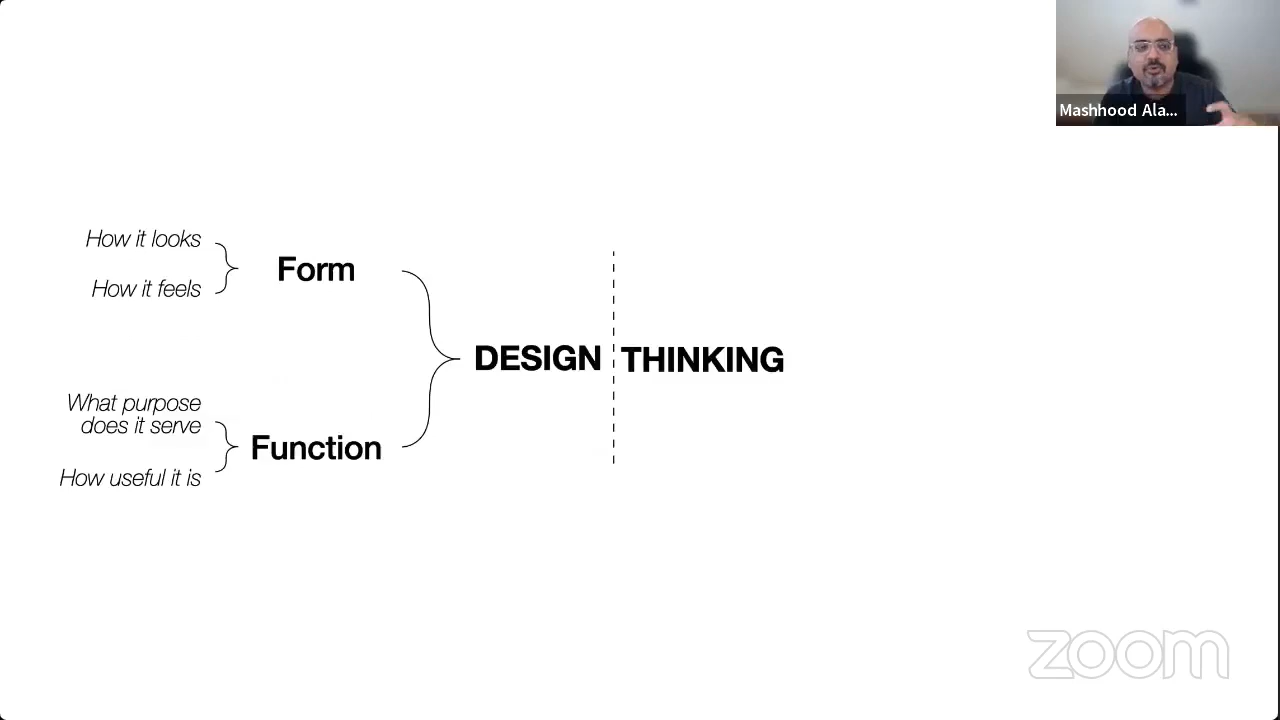 Mashhood Ala...
How it looks
How it feels
Form
DESIGN THINKING
What purpose
does it serve
How useful it is
Function
zoom